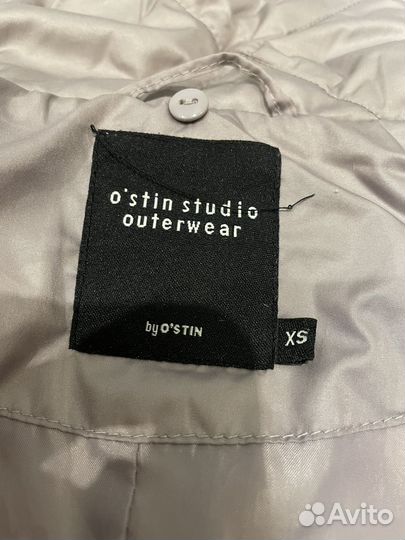 o'stin studio
outerwear
by O'STIN
XS
Avito